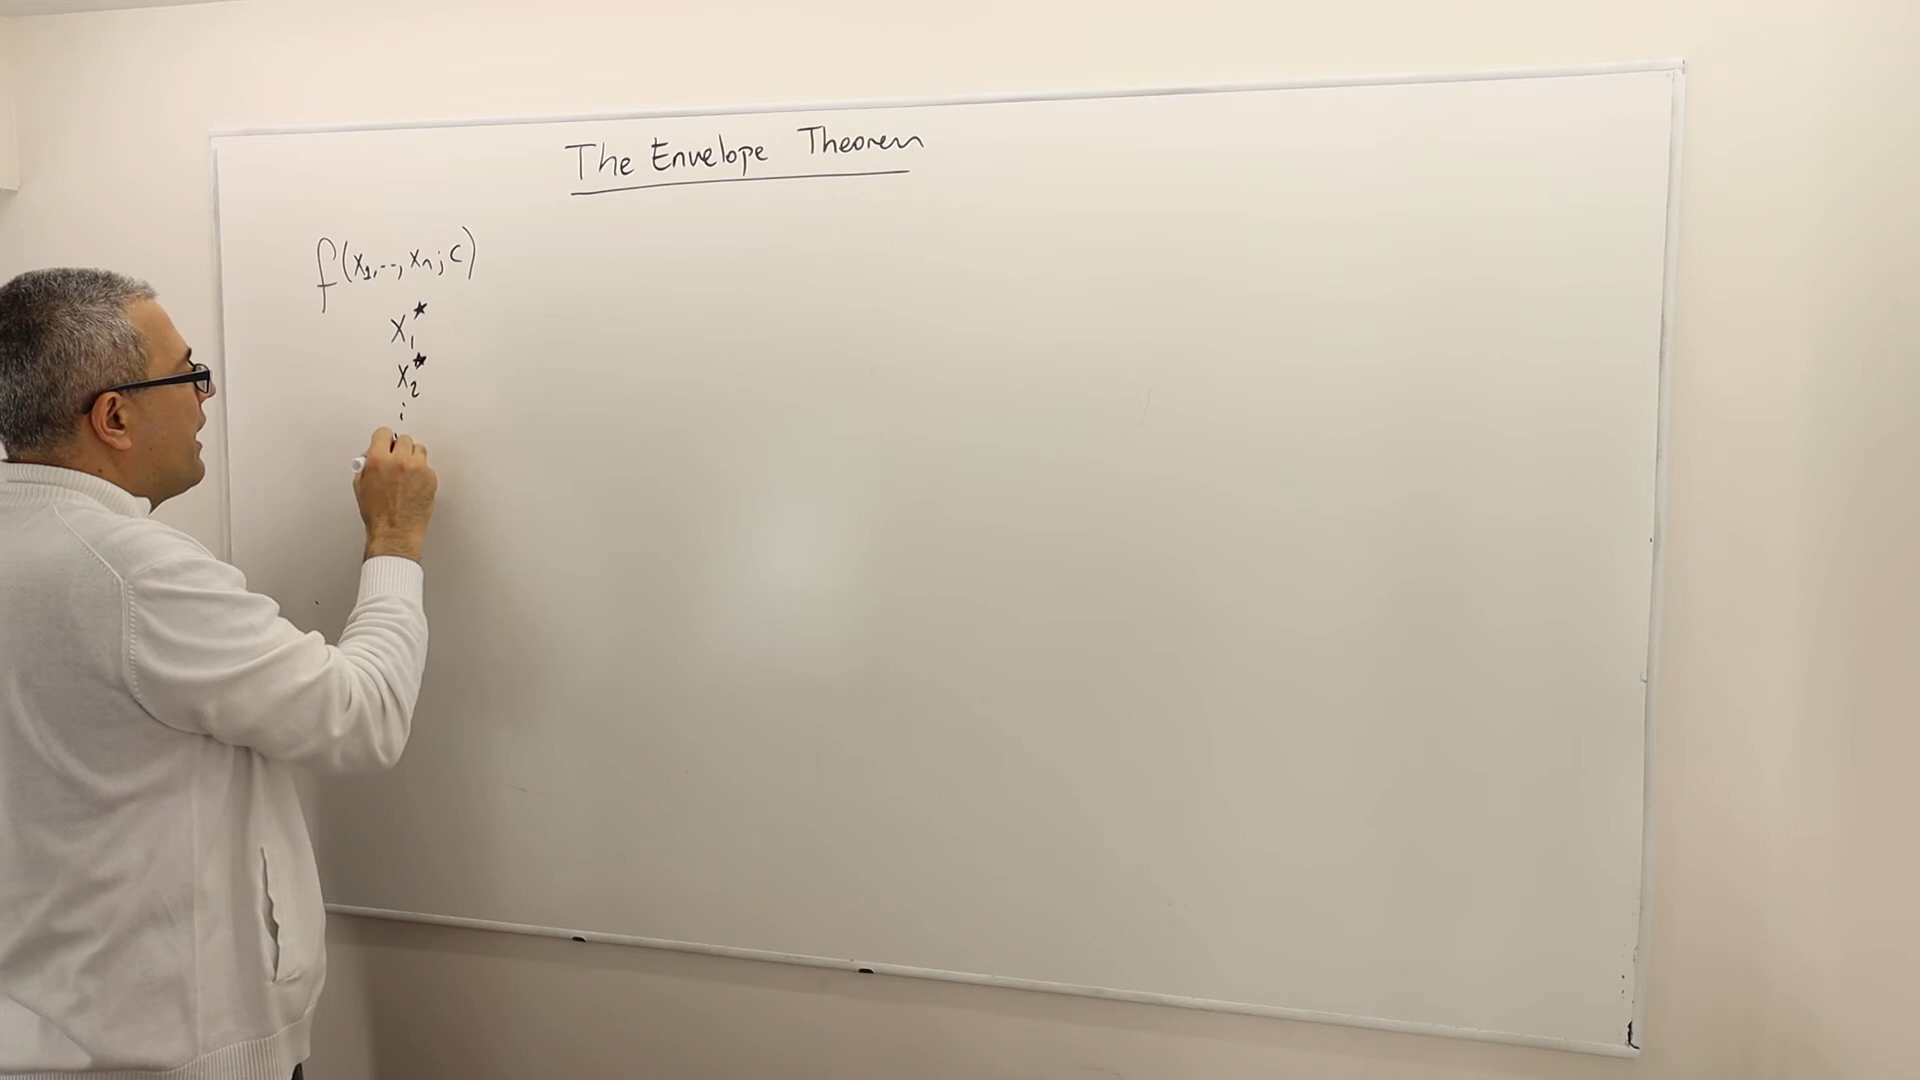 The Envelope Theorem
f(x₁,--, xₙ; c)
x₁*
x₂*